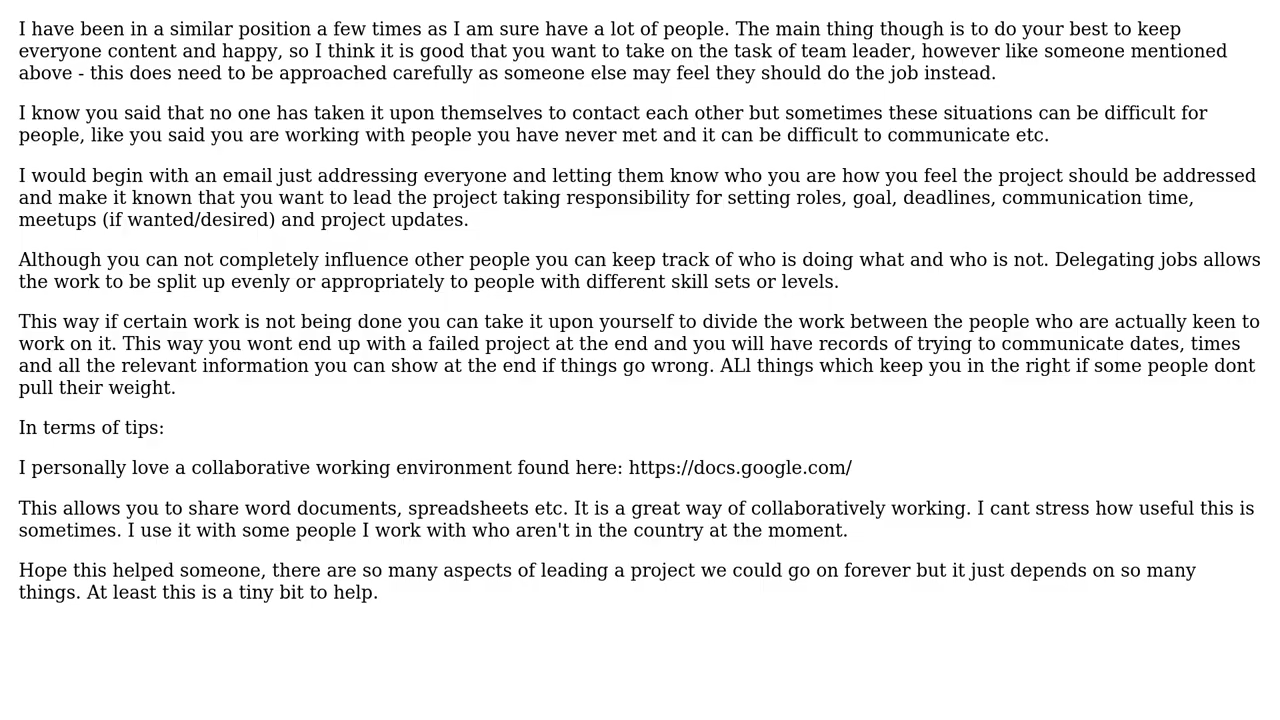 I have been in a similar position a few times as I am sure have a lot of people. The main thing though is to do your best to keep
everyone content and happy, so I think it is good that you want to take on the task of team leader, however like someone mentioned
above - this does need to be approached carefully as someone else may feel they should do the job instead.
I know you said that no one has taken it upon themselves to contact each other but sometimes these situations can be difficult for
people, like you said you are working with people you have never met and it can be difficult to communicate etc.
I would begin with an email just addressing everyone and letting them know who you are how you feel the project should be addressed
and make it known that you want to lead the project taking responsibility for setting roles, goal, deadlines, communication time,
meetups (if wanted/desired) and project updates.
Although you can not completely influence other people you can keep track of who is doing what and who is not. Delegating jobs allows
the work to be split up evenly or appropriately to people with different skill sets or levels.
This way if certain work is not being done you can take it upon yourself to divide the work between the people who are actually keen to
work on it. This way you wont end up with a failed project at the end and you will have records of trying to communicate dates, times
and all the relevant information you can show at the end if things go wrong. ALl things which keep you in the right if some people dont
pull their weight.
In terms of tips:
I personally love a collaborative working environment found here: https://docs.google.com/
This allows you to share word documents, spreadsheets etc. It is a great way of collaboratively working. I cant stress how useful this is
sometimes. I use it with some people I work with who aren't in the country at the moment.
Hope this helped someone, there are so many aspects of leading a project we could go on forever but it just depends on so many
things. At least this is a tiny bit to help.